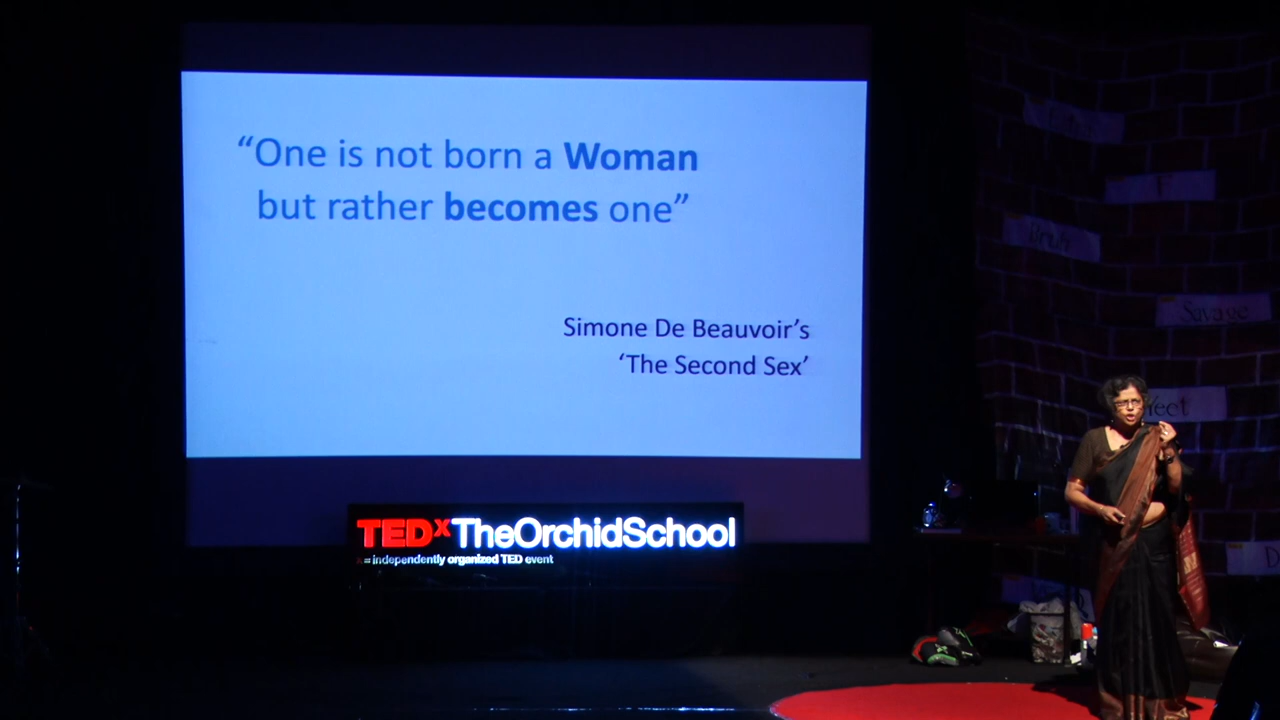 “One is not born a Woman
but rather becomes one”
Simone De Beauvoir’s
‘The Second Sex’
TEDxTheOrchidSchool
x = independently organized TED event
Savage